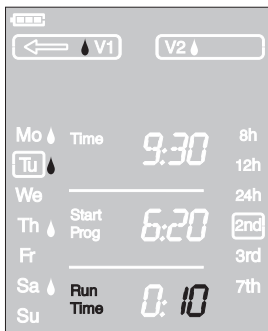 V1 V2
Mo Time 9:30 8h
Tu 12h
We 24h
Th Start Prog 6:20 2nd
Fr 3rd
Sa Run Time 0:10 7th
Su